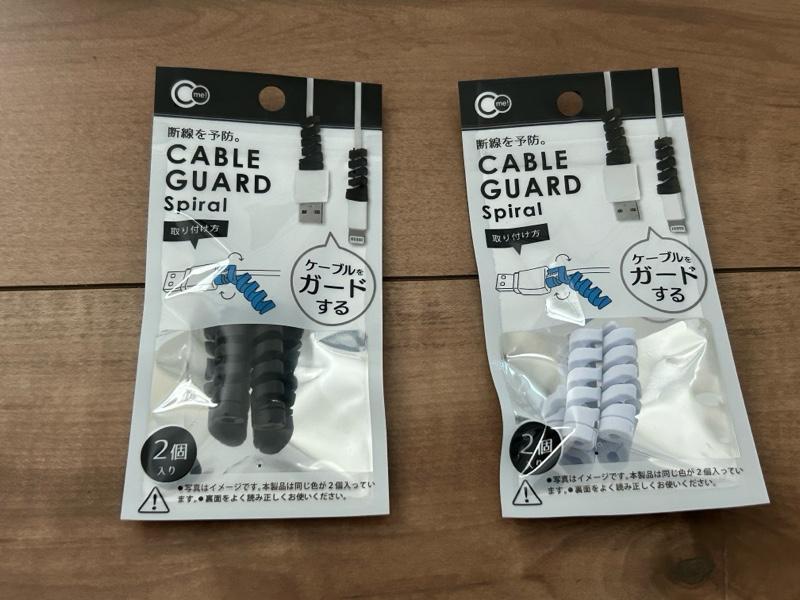 Cme!
断線を予防。
CABLE
GUARD
Spiral
取り付け方
ケーブルを
ガード
する
2個
入り
●写真はイメージです。本製品は同じ色が2個入ってい
ます。●裏面をよく読み正しくお使いください。
Cme!
断線を予防。
CABLE
GUARD
Spiral
取り付け方
ケーブルを
ガード
する
2個
入り
●写真はイメージです。本製品は同じ色が2個入ってい
ます。●裏面をよく読み正しくお使いください。